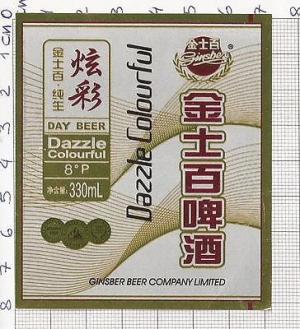 炫彩
金士百 纯生
DAY BEER
Dazzle
Colourful
8°P
净含量: 330mL
Dazzle Colourful
金士百
Ginsber
®
金士百啤酒
GINSBER BEER COMPANY LIMITED